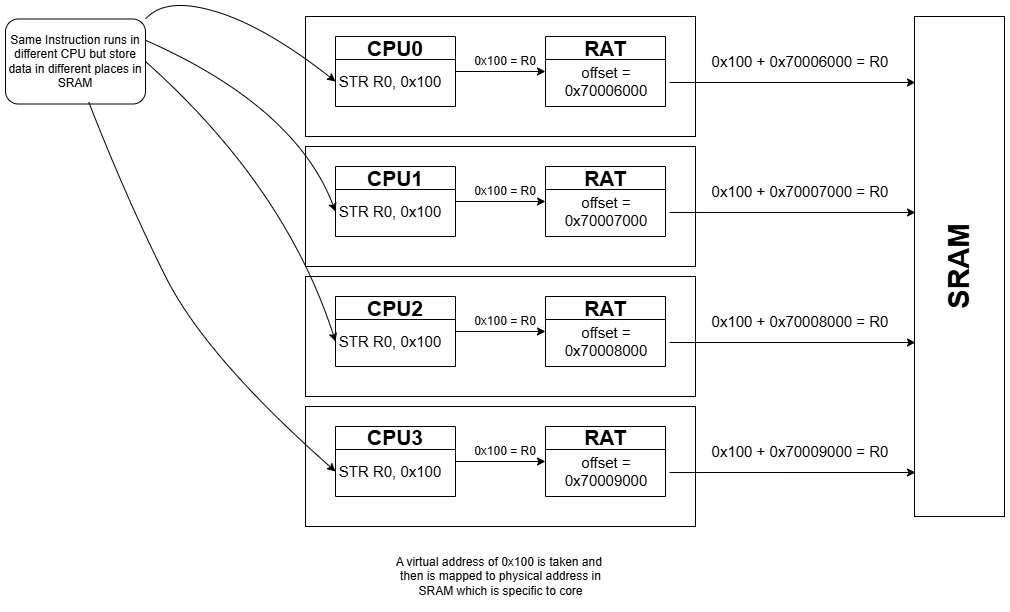 Same Instruction runs in
different CPU but store
data in different places in
SRAM
CPU0
STR R0, 0x100
0x100 = R0
RAT
offset =
0x70006000
0x100 + 0x70006000 = R0
CPU1
STR R0, 0x100
0x100 = R0
RAT
offset =
0x70007000
0x100 + 0x70007000 = R0
CPU2
STR R0, 0x100
0x100 = R0
RAT
offset =
0x70008000
0x100 + 0x70008000 = R0
CPU3
STR R0, 0x100
0x100 = R0
RAT
offset =
0x70009000
0x100 + 0x70009000 = R0
SRAM
A virtual address of 0x100 is taken and
then is mapped to physical address in
SRAM which is specific to core